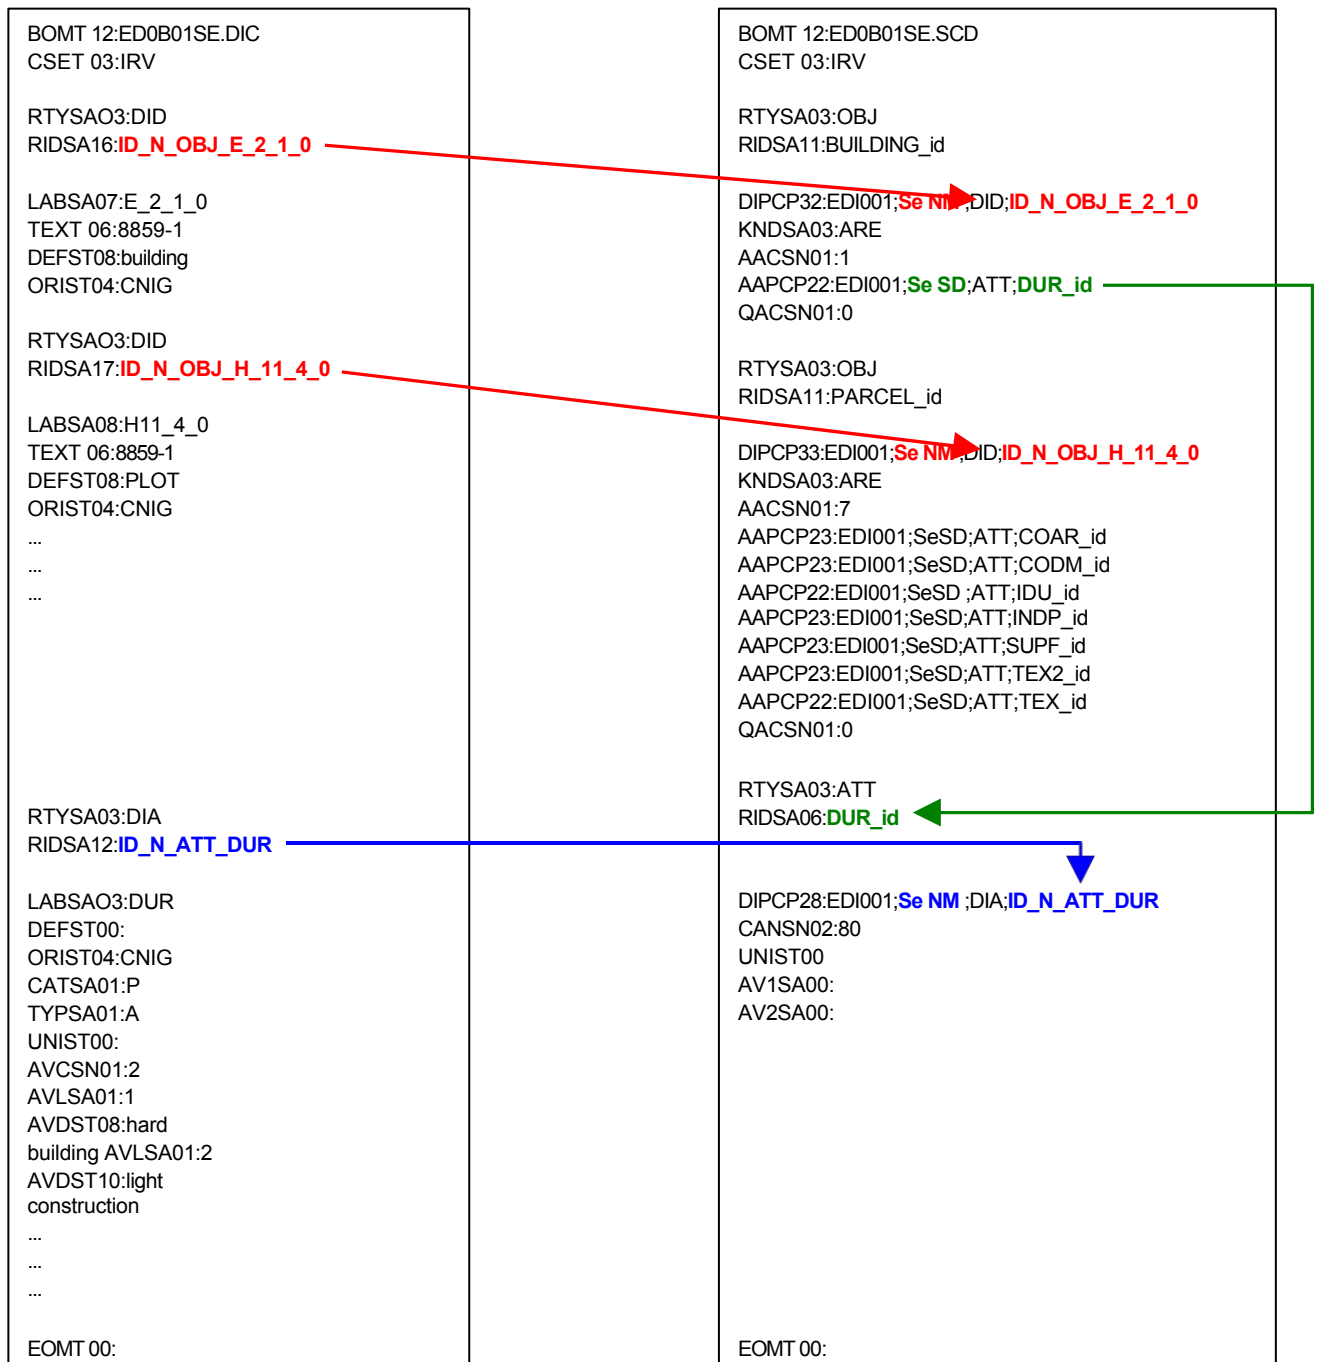 BOMT 12:ED0B01SE.DIC
CSET 03:IRV
RTYSAO3:DID
RIDSA16:ID_N_OBJ_E_2_1_0
LABSA07:E_2_1_0
TEXT 06:8859-1
DEFST08:building
ORIST04:CNIG
RTYSAO3:DID
RIDSA17:ID_N_OBJ_H_11_4_0
LABSA08:H11_4_0
TEXT 06:8859-1
DEFST08:PLOT
ORIST04:CNIG
...
...
...
RTYSA03:DIA
RIDSA12:ID_N_ATT_DUR
LABSAO3:DUR
DEFST00:
ORIST04:CNIG
CATSA01:P
TYPSA01:A
UNIST00:
AVCSN01:2
AVLSA01:1
AVDST08:hard
building AVLSA01:2
AVDST10:light
construction
...
...
...
EOMT 00:
BOMT 12:ED0B01SE.SCD
CSET 03:IRV
RTYSA03:OBJ
RIDSA11:BUILDING_id
DIPCP32:EDI001;Se NM ;DID;ID_N_OBJ_E_2_1_0
KNDSA03:ARE
AACSN01:1
AAPCP22:EDI001;Se SD;ATT;DUR_id
QACSN01:0
RTYSA03:OBJ
RIDSA11:PARCEL_id
DIPCP33:EDI001;Se NM ;DID;ID_N_OBJ_H_11_4_0
KNDSA03:ARE
AACSN01:7
AAPCP23:EDI001;SeSD;ATT;COAR_id
AAPCP23:EDI001;SeSD;ATT;CODM_id
AAPCP22:EDI001;SeSD ;ATT;IDU_id
AAPCP23:EDI001;SeSD;ATT;INDP_id
AAPCP23:EDI001;SeSD;ATT;SUPF_id
AAPCP23:EDI001;SeSD;ATT;TEX2_id
AAPCP22:EDI001;SeSD;ATT;TEX_id
QACSN01:0
RTYSA03:ATT
RIDSA06:DUR_id
DIPCP28:EDI001;Se NM ;DIA;ID_N_ATT_DUR
CANSN02:80
UNIST00
AV1SA00:
AV2SA00:
EOMT 00: